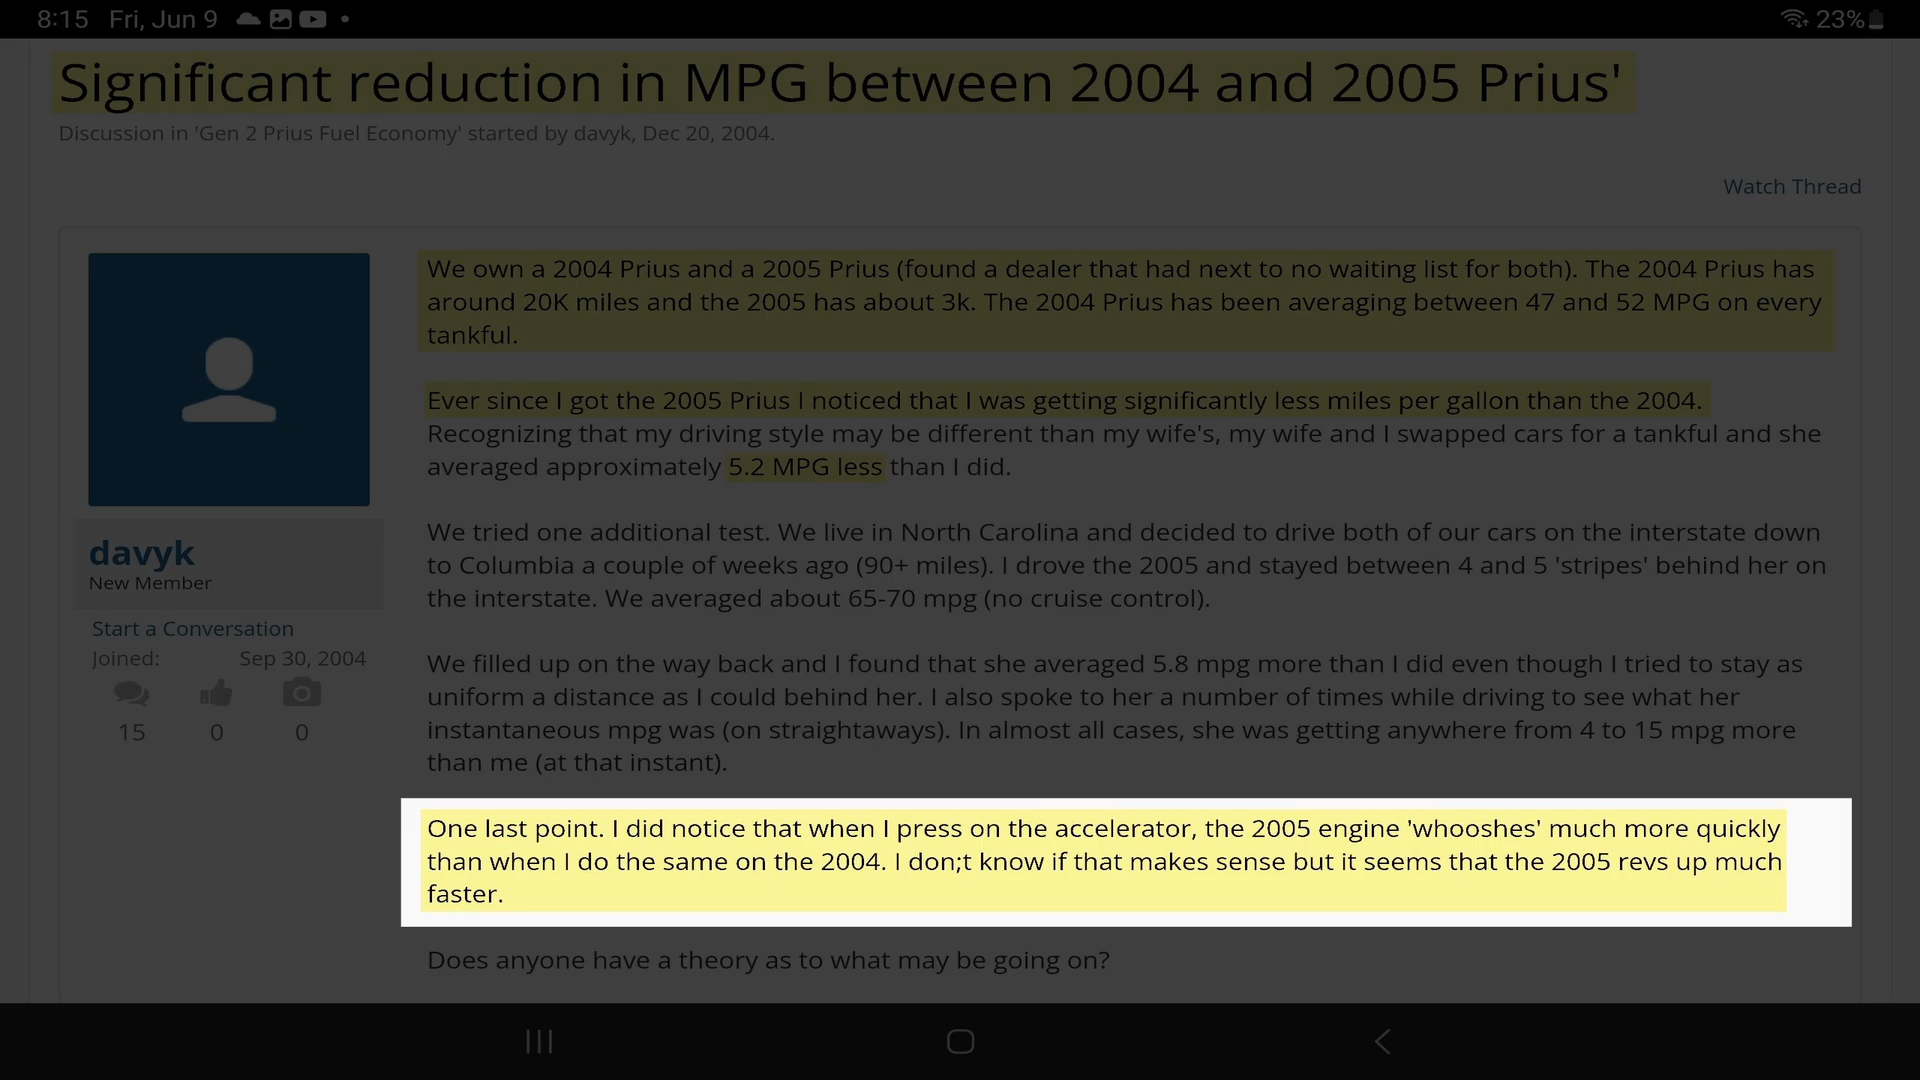 8:15 Fri, Jun 9
23%
Significant reduction in MPG between 2004 and 2005 Prius'
Discussion in 'Gen 2 Prius Fuel Economy' started by davyk, Dec 20, 2004.
Watch Thread
davyk
New Member
Start a Conversation
Joined: Sep 30, 2004
15 0 0
We own a 2004 Prius and a 2005 Prius (found a dealer that had next to no waiting list for both). The 2004 Prius has
around 20K miles and the 2005 has about 3k. The 2004 Prius has been averaging between 47 and 52 MPG on every
tankful.
Ever since I got the 2005 Prius I noticed that I was getting significantly less miles per gallon than the 2004.
Recognizing that my driving style may be different than my wife's, my wife and I swapped cars for a tankful and she
averaged approximately 5.2 MPG less than I did.
We tried one additional test. We live in North Carolina and decided to drive both of our cars on the interstate down
to Columbia a couple of weeks ago (90+ miles). I drove the 2005 and stayed between 4 and 5 'stripes' behind her on
the interstate. We averaged about 65-70 mpg (no cruise control).
We filled up on the way back and I found that she averaged 5.8 mpg more than I did even though I tried to stay as
uniform a distance as I could behind her. I also spoke to her a number of times while driving to see what her
instantaneous mpg was (on straightaways). In almost all cases, she was getting anywhere from 4 to 15 mpg more
than me (at that instant).
One last point. I did notice that when I press on the accelerator, the 2005 engine 'whooshes' much more quickly
than when I do the same on the 2004. I don;t know if that makes sense but it seems that the 2005 revs up much
faster.
Does anyone have a theory as to what may be going on?